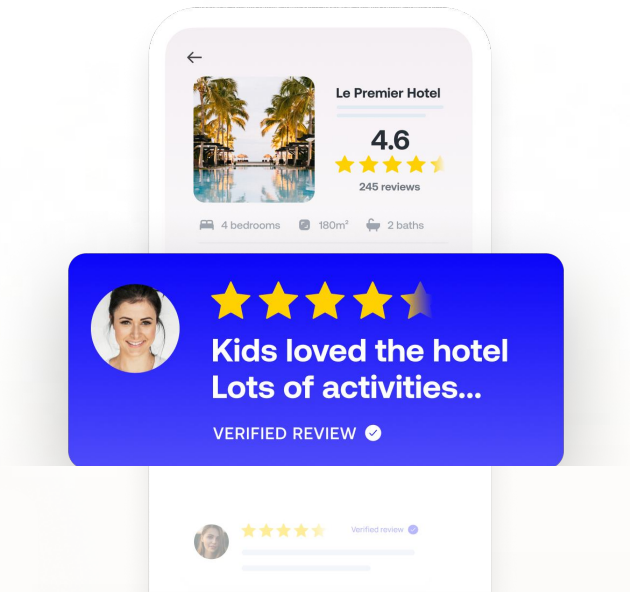 Le Premier Hotel
4.6
245 reviews
4 bedrooms 180m² 2 baths
Kids loved the hotel
Lots of activities...
VERIFIED REVIEW
Verified review